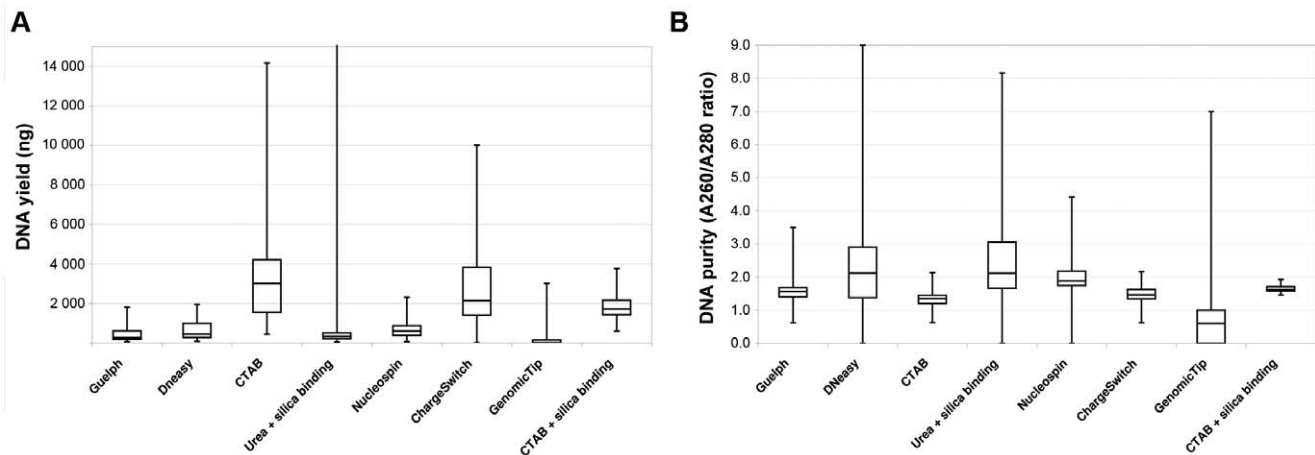 A
DNA yield (ng)
14 000
12 000
10 000
8 000
6 000
4 000
2 000
Guelph
Dneasy
CTAB
Urea + silica binding
Nucleospin
ChargeSwitch
GenomicTip
CTAB + silica binding
B
DNA purity (A260/A280 ratio)
9.0
8.0
7.0
6.0
5.0
4.0
3.0
2.0
1.0
0.0
Guelph
DNeasy
CTAB
Urea + silica binding
Nucleospin
ChargeSwitch
GenomicTip
CTAB + silica binding